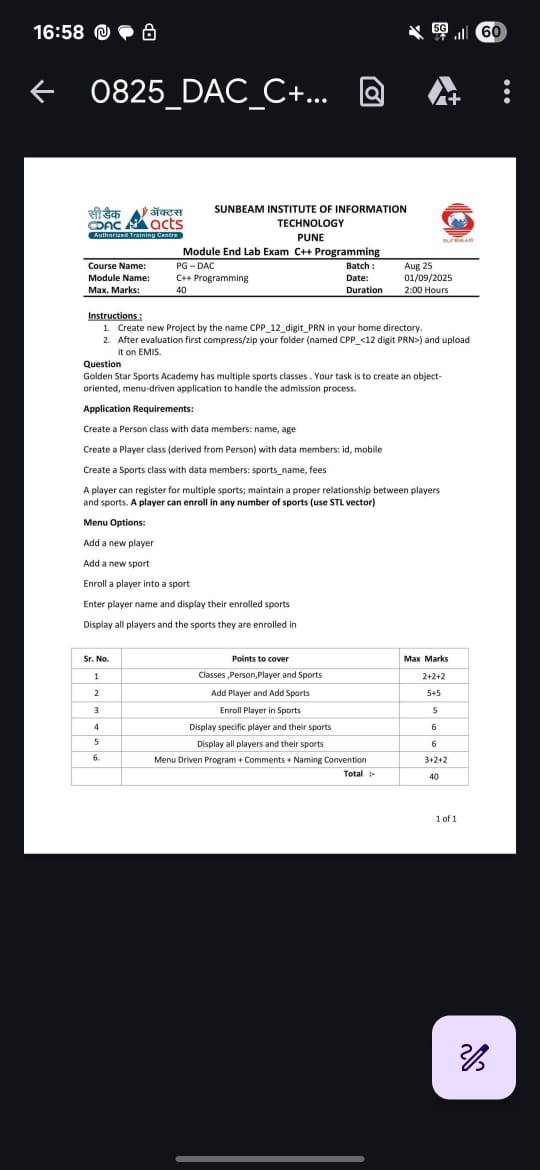 16:58
5G
60
0825_DAC_C+...
सी डैक
ऍक्टस
CDAC acts
Authorized Training Centre
SUNBEAM INSTITUTE OF INFORMATION
TECHNOLOGY
PUNE
SUNBEAM
Module End Lab Exam C++ Programming
Course Name: PG – DAC Batch : Aug 25
Module Name: C++ Programming Date: 01/09/2025
Max. Marks: 40 Duration 2:00 Hours
Instructions :
1. Create new Project by the name CPP_12_digit_PRN in your home directory.
2. After evaluation first compress/zip your folder (named CPP_<12 digit PRN>) and upload
it on EMIS.
Question
Golden Star Sports Academy has multiple sports classes . Your task is to create an object-
oriented, menu-driven application to handle the admission process.
Application Requirements:
Create a Person class with data members: name, age
Create a Player class (derived from Person) with data members: id, mobile
Create a Sports class with data members: sports_name, fees
A player can register for multiple sports; maintain a proper relationship between players
and sports. A player can enroll in any number of sports (use STL vector)
Menu Options:
Add a new player
Add a new sport
Enroll a player into a sport
Enter player name and display their enrolled sports
Display all players and the sports they are enrolled in
Sr. No. Points to cover Max Marks
1 Classes ,Person,Player and Sports 2+2+2
2 Add Player and Add Sports 5+5
3 Enroll Player in Sports 5
4 Display specific player and their sports 6
5 Display all players and their sports 6
6. Menu Driven Program + Comments + Naming Convention 3+2+2
Total :- 40
1 of 1